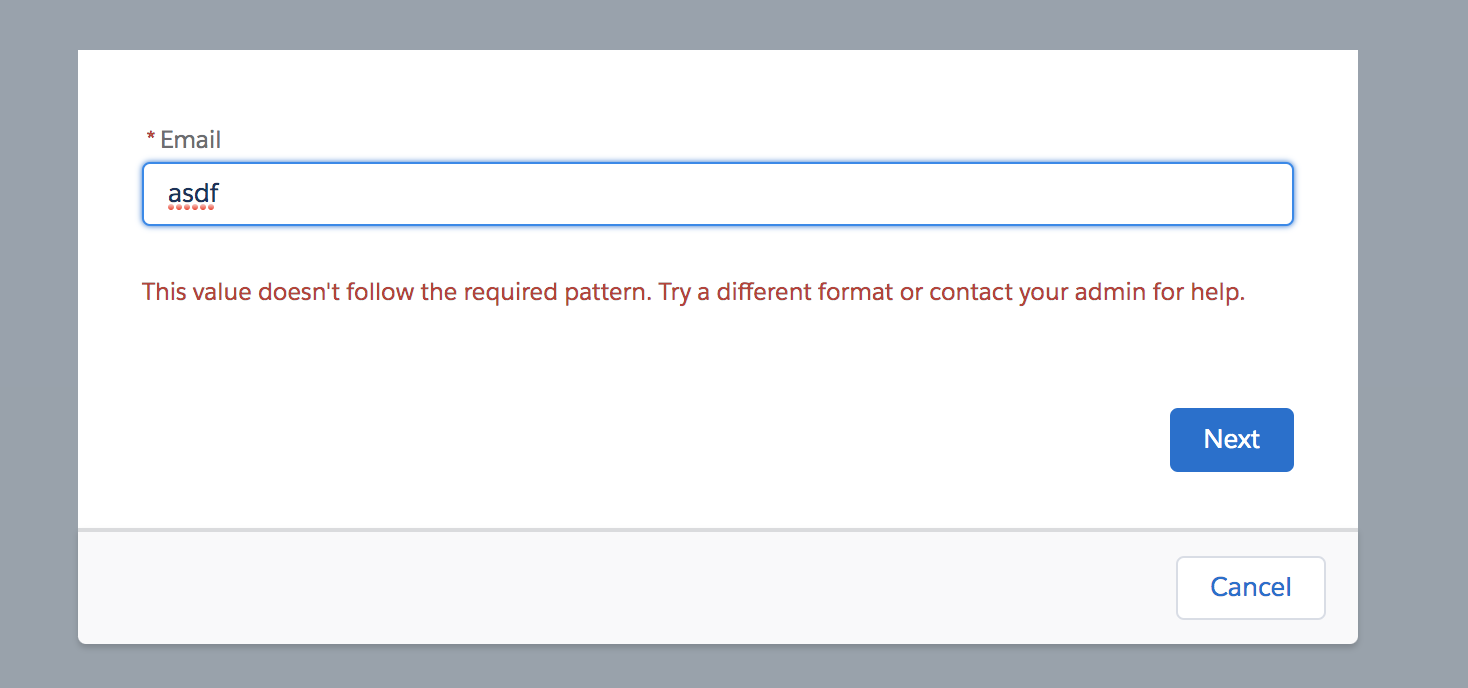 * Email
asdf
This value doesn't follow the required pattern. Try a different format or contact your admin for help.
Next
Cancel